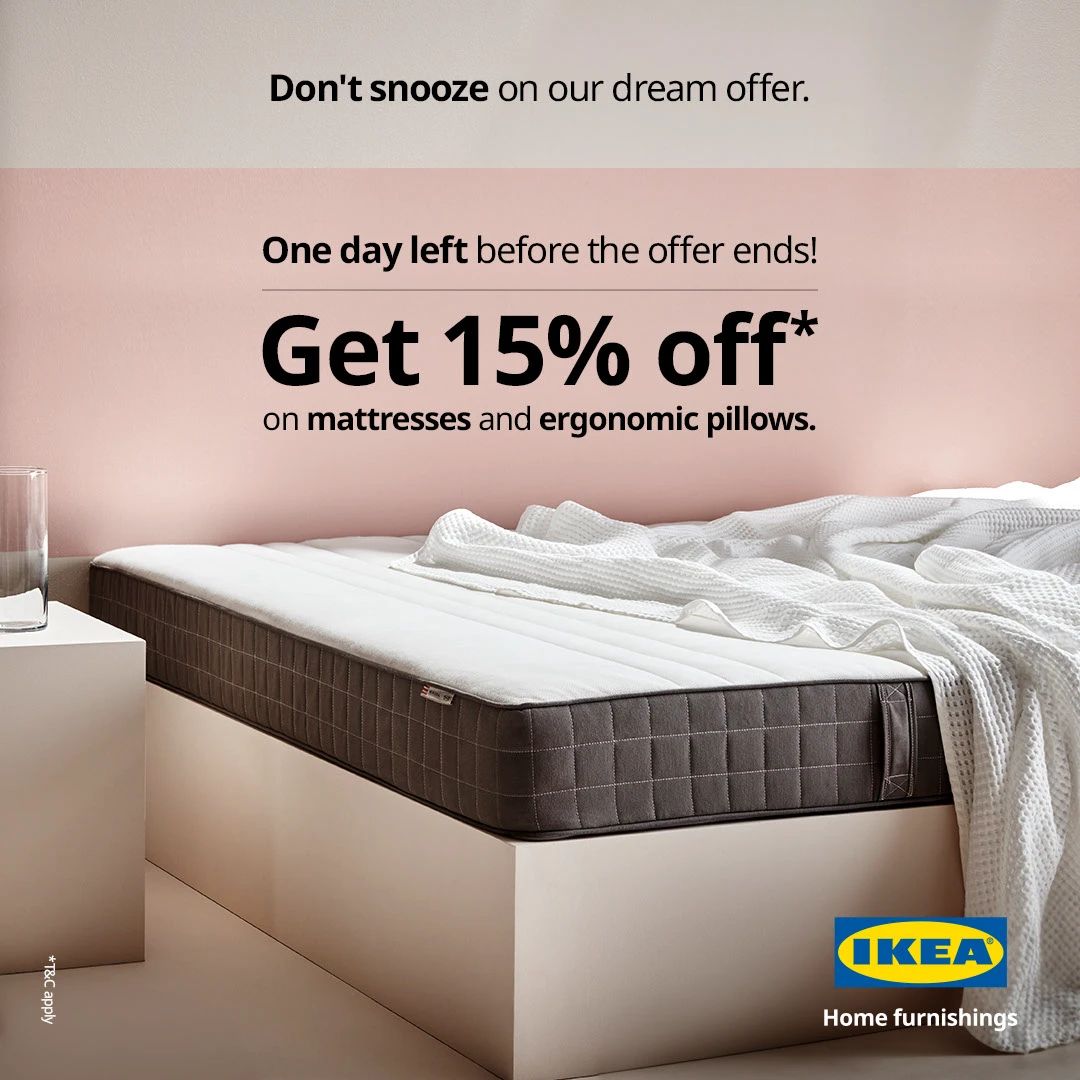 Don't snooze on our dream offer.
One day left before the offer ends!
Get 15% off*
on mattresses and ergonomic pillows.
*T&C apply
IKEA®
Home furnishings